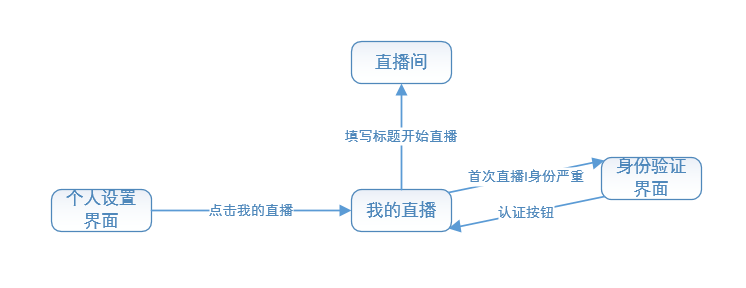 直播间
填写标题开始直播
首次直播I身份严重
身份验证
界面
个人设置
界面
点击我的直播
我的直播
认证按钮